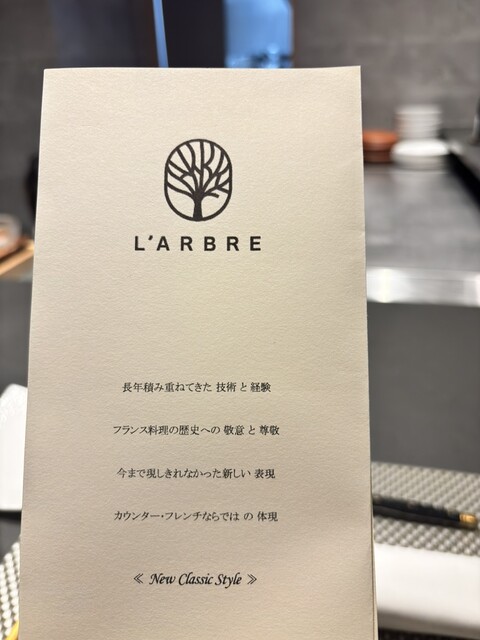 L'ARBRE
長年積み重ねてきた 技術 と 経験
フランス料理の歴史への 敬意 と 尊敬
今まで現しきれなかった新しい 表現
カウンター・フレンチならでは の 体現
≪ New Classic Style ≫